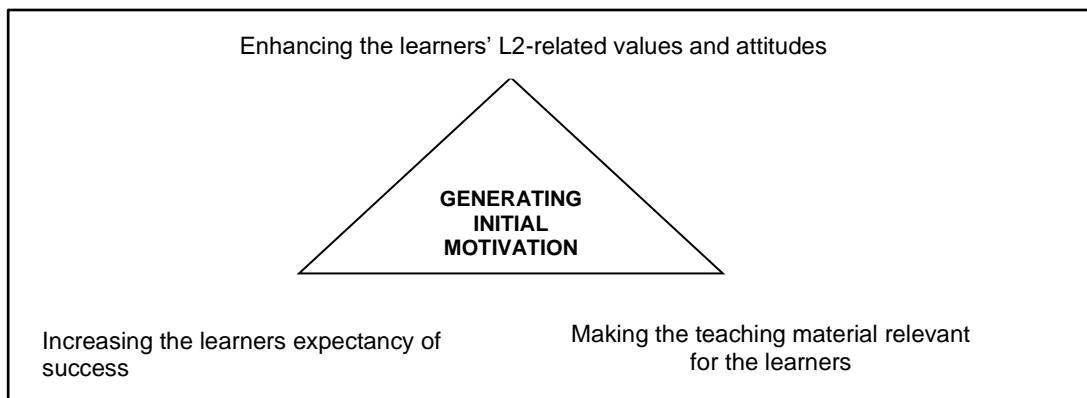 Enhancing the learners’ L2-related values and attitudes
GENERATING
INITIAL
MOTIVATION
Increasing the learners expectancy of
success
Making the teaching material relevant
for the learners